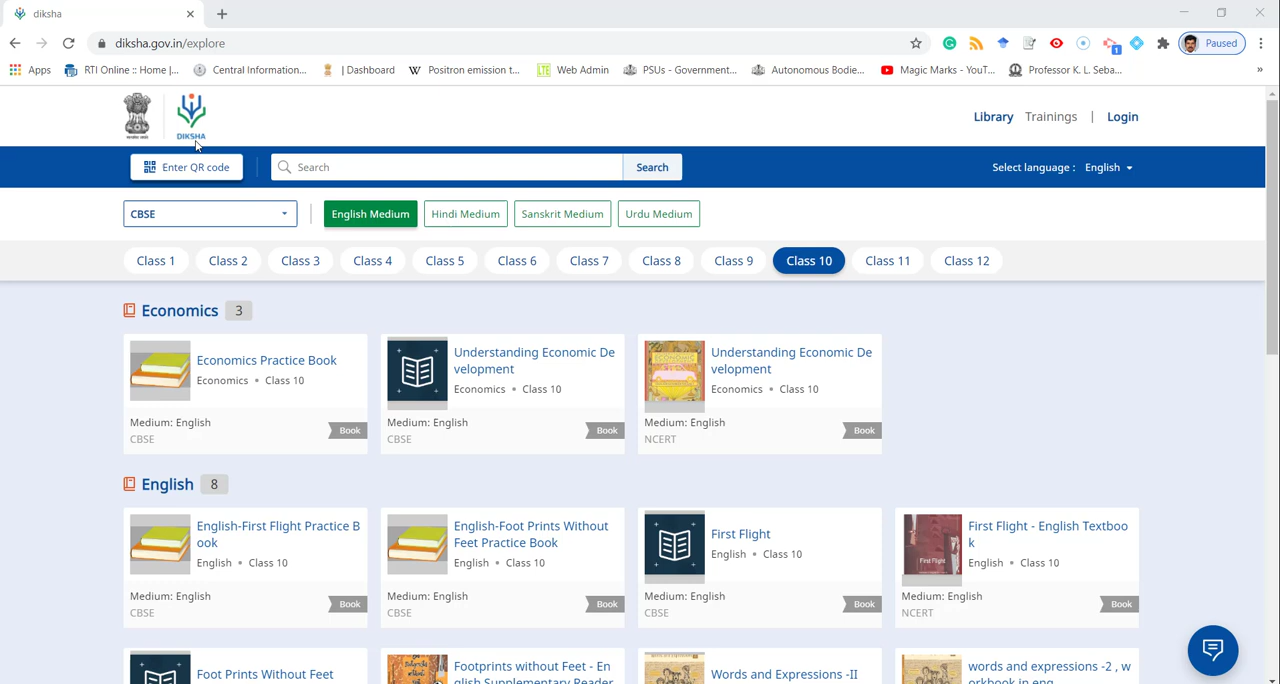 diksha
diksha.gov.in/explore
Paused
Apps
RTI Online :: Home |...
Central Information...
| Dashboard
Positron emission t...
Web Admin
PSUs - Government...
Autonomous Bodie...
Magic Marks - YouT...
Professor K. L. Seba...
»
DIKSHA
Library Trainings | Login
Enter QR code
Search
Search
Select language : English
CBSE
English Medium
Hindi Medium
Sanskrit Medium
Urdu Medium
Class 1
Class 2
Class 3
Class 4
Class 5
Class 6
Class 7
Class 8
Class 9
Class 10
Class 11
Class 12
Economics 3
Economics Practice Book
Economics • Class 10
Medium: English
CBSE
Book
Understanding Economic De
velopment
Economics • Class 10
Medium: English
CBSE
Book
Understanding Economic De
velopment
Economics • Class 10
Medium: English
NCERT
Book
English 8
English-First Flight Practice B
ook
English • Class 10
Medium: English
CBSE
Book
English-Foot Prints Without
Feet Practice Book
English • Class 10
Medium: English
CBSE
Book
First Flight
English • Class 10
Medium: English
CBSE
Book
First Flight
First Flight - English Textboo
k
English • Class 10
Medium: English
NCERT
Book
Foot Prints Without Feet
Footprints without Feet - En
glish Supplementary Reader
Words and Expressions -II
words and expressions -2 , w
orkbook in eng